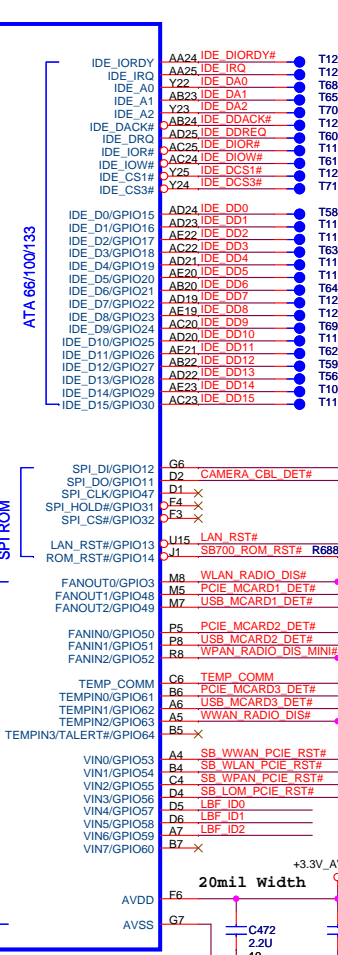 IDE_IORDY AA24 IDE_DIORDY# T12
IDE_IRQ AA25 IDE_IRQ T12
IDE_A0 Y22 IDE_DA0 T68
IDE_A1 AB23 IDE_DA1 T65
IDE_A2 Y23 IDE_DA2 T70
IDE_DACK# AB24 IDE_DDACK# T12
IDE_DRQ AD25 IDE_DDREQ T60
IDE_IOR# AC25 IDE_DIOR# T11
IDE_IOW# AC24 IDE_DIOW# T61
IDE_CS1# Y25 IDE_DCS1# T12
IDE_CS3# Y24 IDE_DCS3# T71
ATA 66/100/133
IDE_D0/GPIO15 AD24 IDE_DD0 T58
IDE_D1/GPIO16 AD23 IDE_DD1 T11
IDE_D2/GPIO17 AE22 IDE_DD2 T11
IDE_D3/GPIO18 AC22 IDE_DD3 T63
IDE_D4/GPIO19 AD21 IDE_DD4 T11
IDE_D5/GPIO20 AE20 IDE_DD5 T11
IDE_D6/GPIO21 AB20 IDE_DD6 T64
IDE_D7/GPIO22 AD19 IDE_DD7 T12
IDE_D8/GPIO23 AE19 IDE_DD8 T12
IDE_D9/GPIO24 AC20 IDE_DD9 T69
IDE_D10/GPIO25 AD20 IDE_DD10 T11
IDE_D11/GPIO26 AE21 IDE_DD11 T62
IDE_D12/GPIO27 AB22 IDE_DD12 T59
IDE_D13/GPIO28 AD22 IDE_DD13 T56
IDE_D14/GPIO29 AE23 IDE_DD14 T10
IDE_D15/GPIO30 AC23 IDE_DD15 T11
SPI ROM
SPI_DI/GPIO12 G6
SPI_DO/GPIO11 D2 CAMERA_CBL_DET#
SPI_CLK/GPIO47 D1
SPI_HOLD#/GPIO31 F4
SPI_CS#/GPIO32 F3
LAN_RST#/GPIO13 U15 LAN_RST#
ROM_RST#/GPIO14 J1 SB700_ROM_RST# R688
FANOUT0/GPIO3 M8 WLAN_RADIO_DIS#
FANOUT1/GPIO48 M5 PCIE_MCARD1_DET#
FANOUT2/GPIO49 M7 USB_MCARD1_DET#
FANIN0/GPIO50 P5 PCIE_MCARD2_DET#
FANIN1/GPIO51 P8 USB_MCARD2_DET#
FANIN2/GPIO52 R8 WPAN_RADIO_DIS_MINI#
TEMP_COMM C6 TEMP_COMM
TEMPIN0/GPIO61 B6 PCIE_MCARD3_DET#
TEMPIN1/GPIO62 A6 USB_MCARD3_DET#
TEMPIN2/GPIO63 A5 WWAN_RADIO_DIS#
TEMPIN3/TALERT#/GPIO64 B5
VIN0/GPIO53 A4 SB_WWAN_PCIE_RST#
VIN1/GPIO54 B4 SB_WLAN_PCIE_RST#
VIN2/GPIO55 C4 SB_WPAN_PCIE_RST#
VIN3/GPIO56 D4 SB_LOM_PCIE_RST#
VIN4/GPIO57 D5 LBF_ID0
VIN5/GPIO58 D6 LBF_ID1
VIN6/GPIO59 A7 LBF_ID2
VIN7/GPIO60 B7
+3.3V_A
20mil Width
AVDD F6
AVSS G7
C472
2.2U